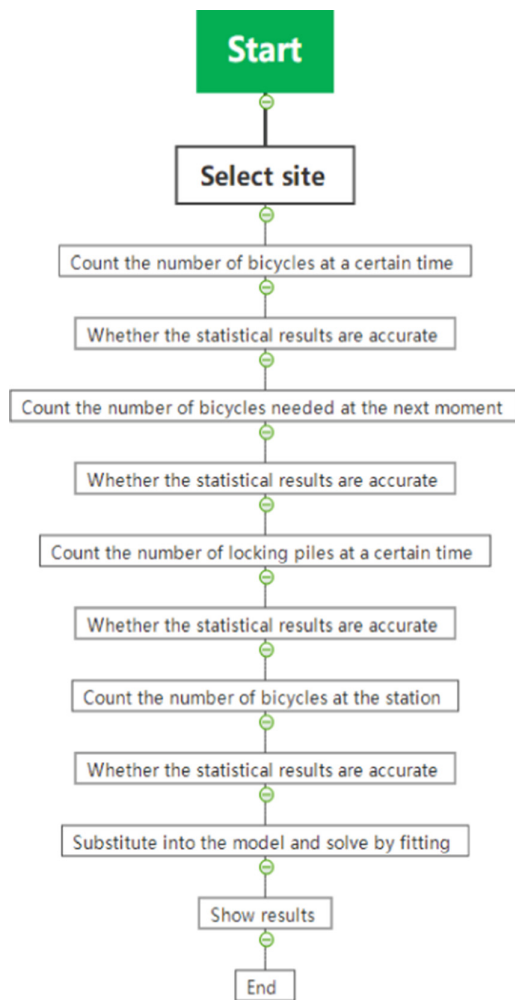 Start
Select site
Count the number of bicycles at a certain time
Whether the statistical results are accurate
Count the number of bicycles needed at the next moment
Whether the statistical results are accurate
Count the number of locking piles at a certain time
Whether the statistical results are accurate
Count the number of bicycles at the station
Whether the statistical results are accurate
Substitute into the model and solve by fitting
Show results
End